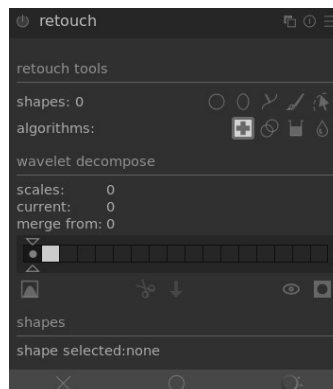 retouch
retouch tools
shapes: 0
algorithms:
wavelet decompose
scales: 0
current: 0
merge from: 0
shapes
shape selected:none